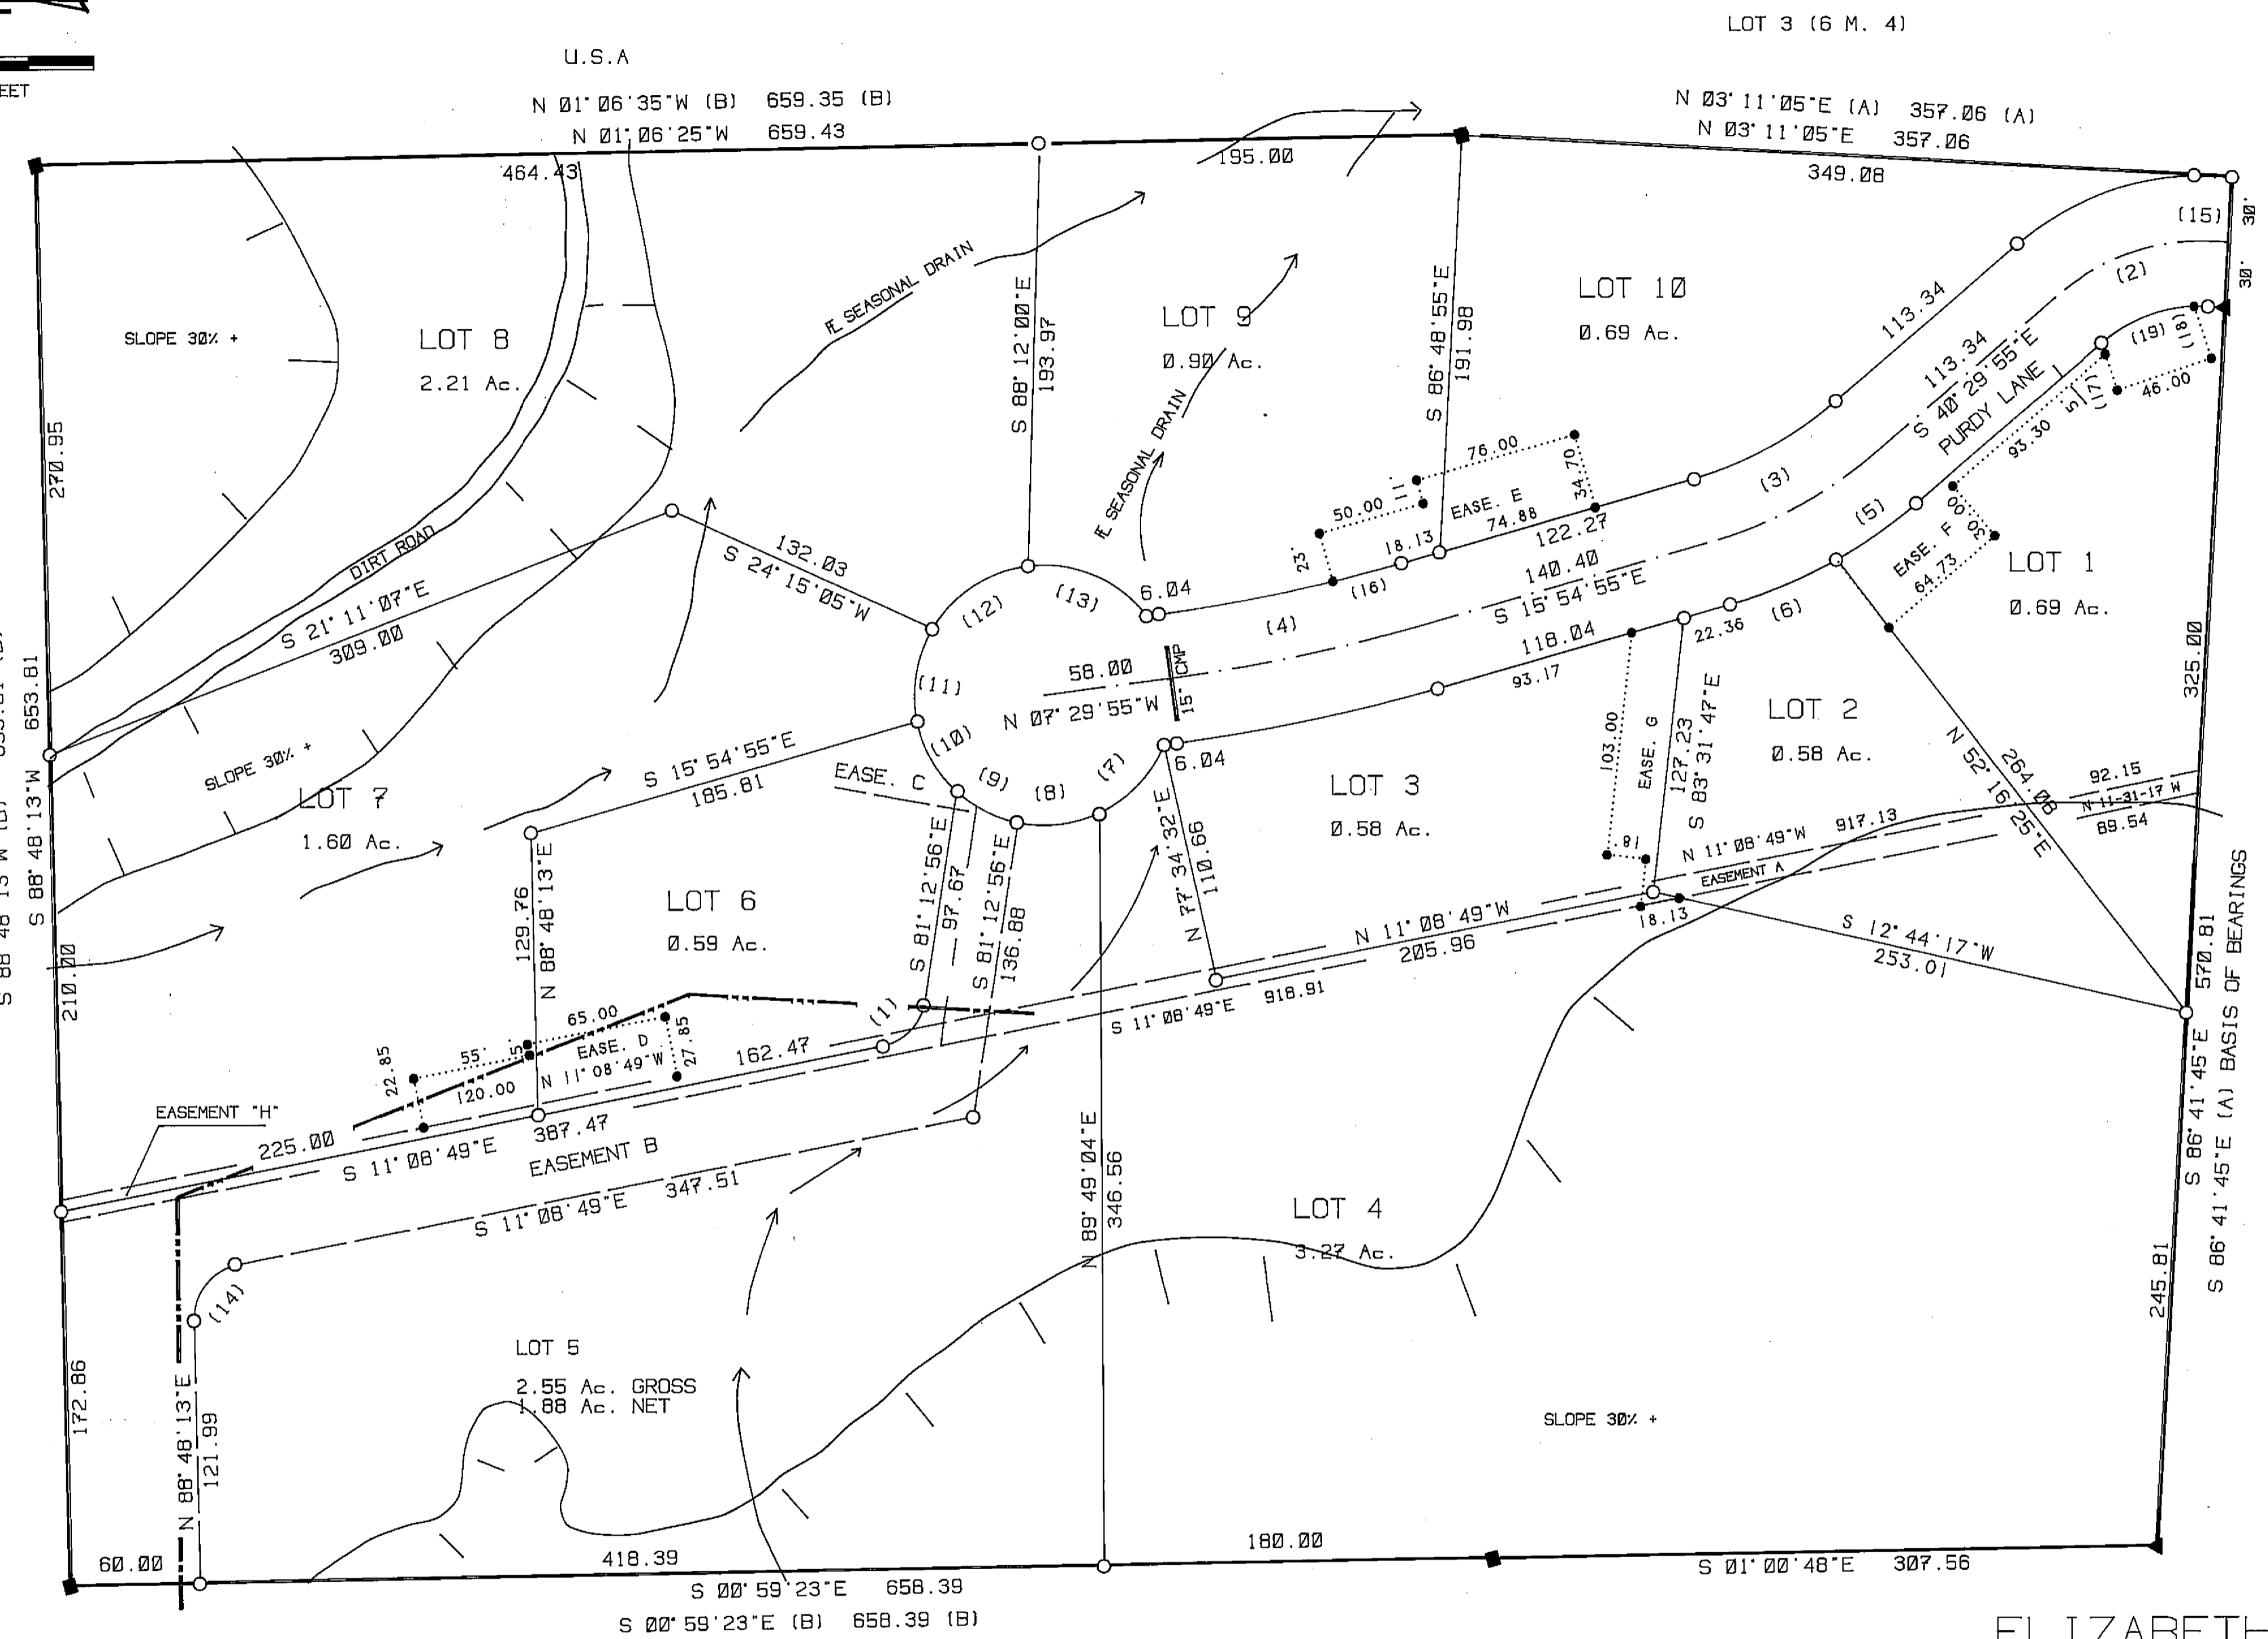 LOT 3 (6 M. 4)
U.S.A
EET
N 01°06'35"W (B) 659.35 (B)
N 01°06'25"W 659.43
N 03°11'05"E (A) 357.06 (A)
N 03°11'05"E 357.06
464.43
195.00
349.08
(15)
30'
(2)
30'
SLOPE 30% +
LOT 8
2.21 Ac.
℄ SEASONAL DRAIN
S 88°12'00"E
193.97
LOT 9
0.90 Ac.
S 86°48'55"E
191.98
LOT 10
0.69 Ac.
113.34
113.34
S 40°29'55"E
PURDY LANE
(19)
(18)
46.00
(17)
5'
93.30
270.95
DIRT ROAD
S 21°11'07"E
309.00
132.03
S 24°15'05"W
℄ SEASONAL DRAIN
76.00
34.70
11'
50.00
EASE. E
23'
18.13
74.88
122.27
(3)
(5)
30.00
EASE. F
64.73
LOT 1
0.69 Ac.
(12)
(13)
6.04
(16)
140.40
S 15°54'55"E
(4)
118.04
22.36
(6)
325.00
S 88°48'13"W 653.81
(11)
58.00
N 07°29'55"W
15" CMP
93.17
SLOPE 30% +
LOT 7
1.60 Ac.
S 15°54'55"E
185.81
(10)
EASE. C
(9)
(8)
(7)
6.04
LOT 3
0.58 Ac.
103.00
EASE. G
127.23
S 83°31'47"E
LOT 2
0.58 Ac.
264.08
N 52°16'25"E
92.15
N 11-31-17 W
89.54
18'
N 11°08'49"W 917.13
EASEMENT A
210.00
129.76
N 88°48'13"E
LOT 6
0.59 Ac.
S 81°12'56"E
97.67
S 81°12'56"E
136.88
N 77°34'32"E
110.66
N 11°08'49"W
205.96
18.13
S 12°44'17"W
253.01
S 11°08'49"E 918.91
S 86°41'45"E 570.81
S 86°41'45"E (A) BASIS OF BEARINGS
65.00
22.85
55'
5'
EASE. D
27.85
120.00
N 11°08'49"W
162.47
(1)
EASEMENT "H"
225.00
S 11°08'49"E
387.47
EASEMENT B
S 11°08'49"E 347.51
N 89°49'04"E
346.56
LOT 4
3.27 Ac.
245.81
(14)
172.86
N 88°48'13"E
121.99
LOT 5
2.55 Ac. GROSS
1.88 Ac. NET
SLOPE 30% +
60.00
418.39
180.00
S 01°00'48"E 307.56
S 00°59'23"E 658.39
S 00°59'23"E (B) 658.39 (B)
ELIZABETH